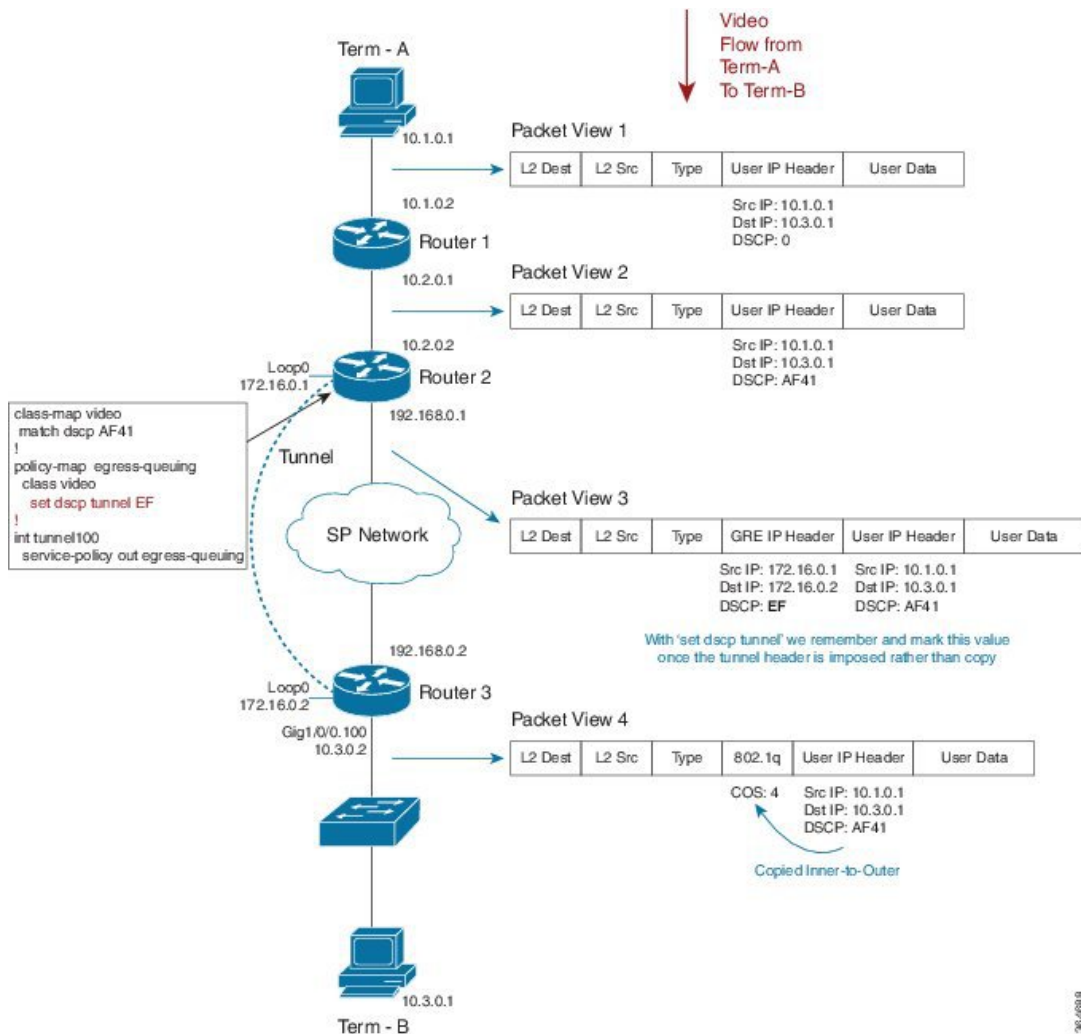 Video
Flow from
Term-A
To Term-B
Term - A
10.1.0.1
Packet View 1
L2 Dest L2 Src Type User IP Header User Data
Src IP: 10.1.0.1
Dst IP: 10.3.0.1
DSCP: 0
10.1.0.2
Router 1
10.2.0.1
Packet View 2
L2 Dest L2 Src Type User IP Header User Data
Src IP: 10.1.0.1
Dst IP: 10.3.0.1
DSCP: AF41
10.2.0.2
Loop0
172.16.0.1
Router 2
192.168.0.1
class-map video
match dscp AF41
!
policy-map egress-queuing
class video
set dscp tunnel EF
!
int tunnel100
service-policy out egress-queuing
Tunnel
SP Network
Packet View 3
L2 Dest L2 Src Type GRE IP Header User IP Header User Data
Src IP: 172.16.0.1 Src IP: 10.1.0.1
Dst IP: 172.16.0.2 Dst IP: 10.3.0.1
DSCP: EF DSCP: AF41
With ‘set dscp tunnel’ we remember and mark this value
once the tunnel header is imposed rather than copy
192.168.0.2
Loop0
172.16.0.2
Router 3
Gig1/0/0.100
10.3.0.2
Packet View 4
L2 Dest L2 Src Type 802.1q User IP Header User Data
COS: 4 Src IP: 10.1.0.1
Dst IP: 10.3.0.1
DSCP: AF41
Copied Inner-to-Outer
10.3.0.1
Term - B